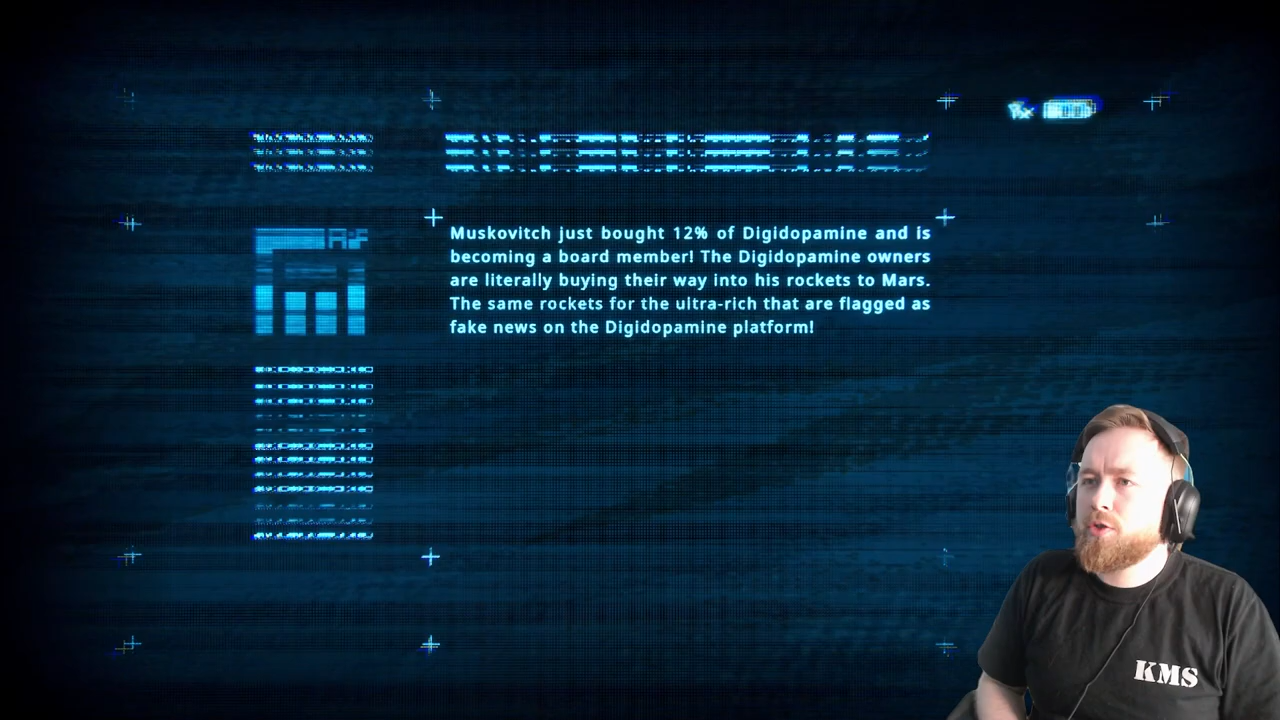 Muskovitch just bought 12% of Digidopamine and is
becoming a board member! The Digidopamine owners
are literally buying their way into his rockets to Mars.
The same rockets for the ultra-rich that are flagged as
fake news on the Digidopamine platform!
KMS